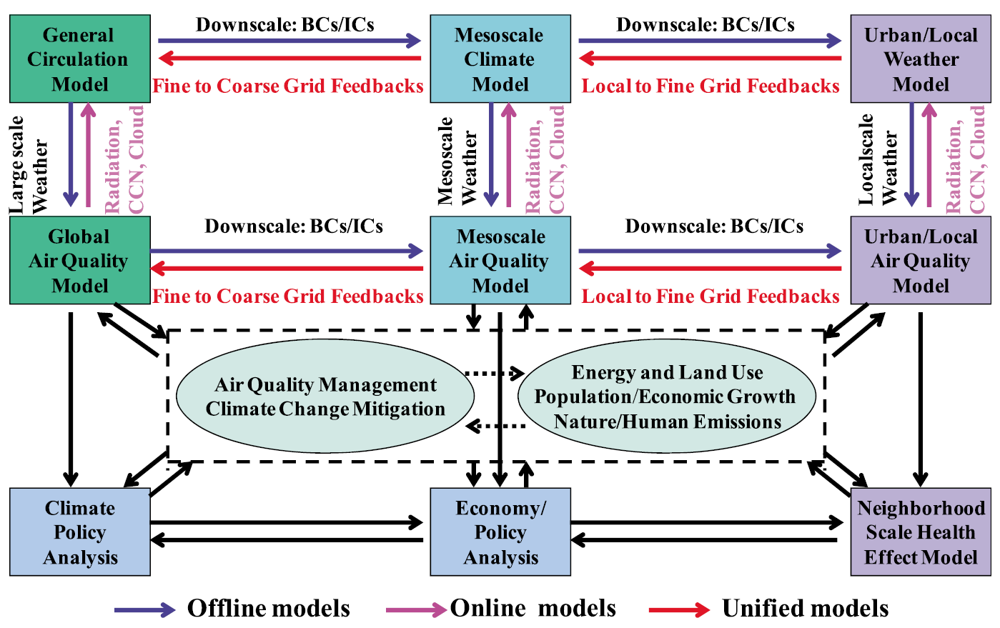 General
Circulation
Model
Downscale: BCs/ICs
Fine to Coarse Grid Feedbacks
Mesoscale
Climate
Model
Downscale: BCs/ICs
Local to Fine Grid Feedbacks
Urban/Local
Weather
Model
Large scale
Weather
Radiation,
CCN, Cloud
Mesoscale
Weather
Radiation,
CCN, Cloud
Localscale
Weather
Radiation,
CCN, Cloud
Global
Air Quality
Model
Downscale: BCs/ICs
Fine to Coarse Grid Feedbacks
Mesoscale
Air Quality
Model
Downscale: BCs/ICs
Local to Fine Grid Feedbacks
Urban/Local
Air Quality
Model
Air Quality Management
Climate Change Mitigation
Energy and Land Use
Population/Economic Growth
Nature/Human Emissions
Climate
Policy
Analysis
Economy/
Policy
Analysis
Neighborhood
Scale Health
Effect Model
Offline models
Online models
Unified models